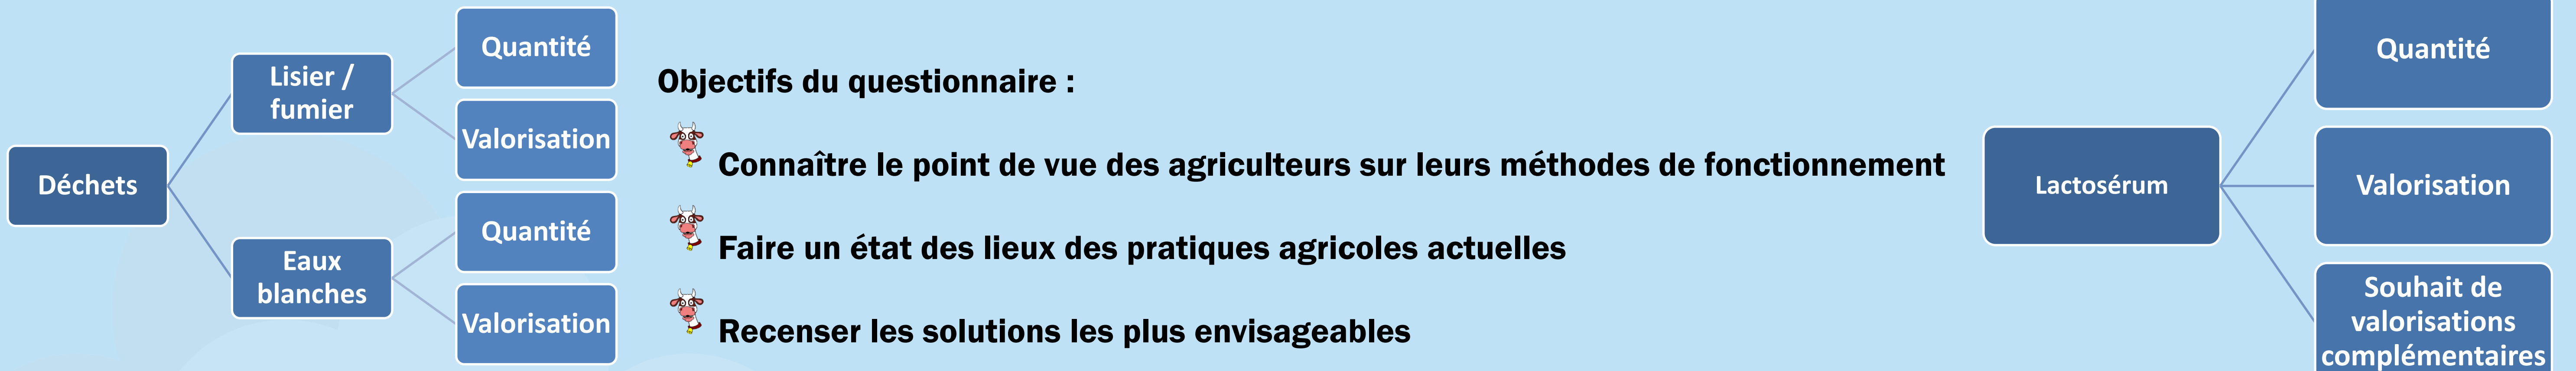 Déchets
Lisier /
fumier
Quantité
Valorisation
Eaux
blanches
Quantité
Valorisation
Objectifs du questionnaire :
Connaître le point de vue des agriculteurs sur leurs méthodes de fonctionnement
Faire un état des lieux des pratiques agricoles actuelles
Recenser les solutions les plus envisageables
Lactosérum
Quantité
Valorisation
Souhait de
valorisations
complémentaires